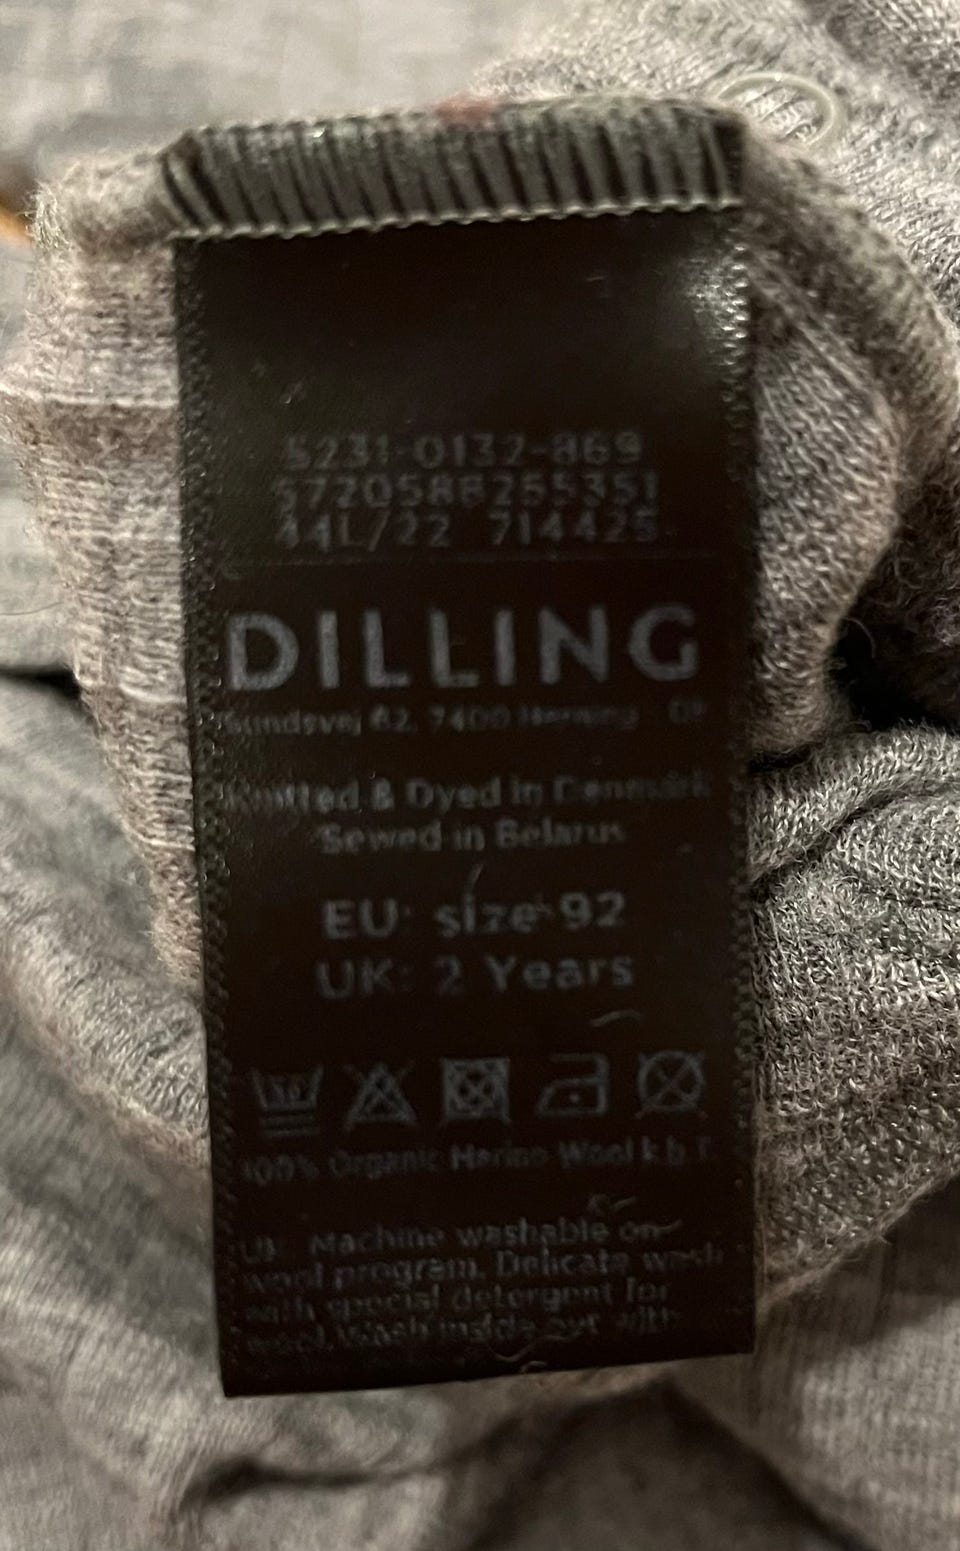 5231-0132-869
5720588255351
44L/22 714425
DILLING
Sundsvej 62, 7400 Herning
Knitted & Dyed in Denmark
Sewed in Belarus
EU: size 92
UK: 2 Years
100% Organic Merino Wool k.b.T.
Machine washable on
wool program. Delicate wash
with special detergent for
wool. Wash inside out with